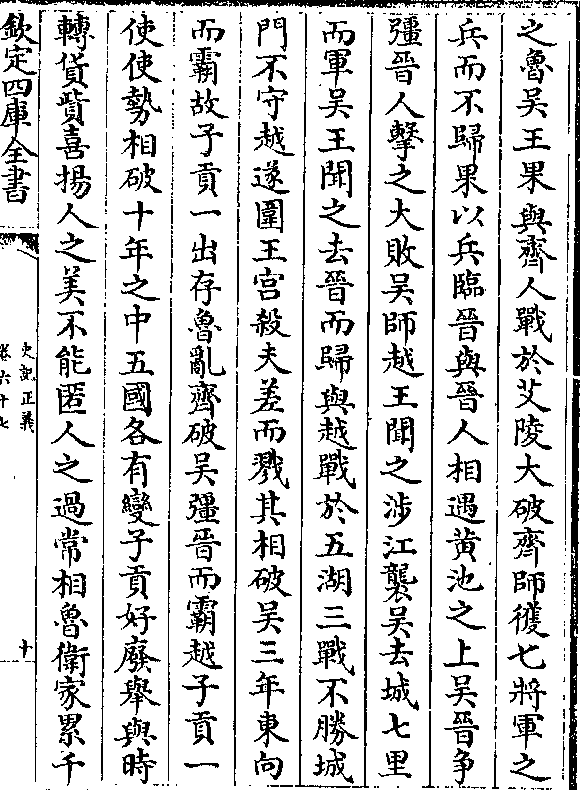 之魯吳王果與齊人戰於艾陵大破齊師獲七將軍之
兵而不歸果以兵臨晉與晉人相遇黄池之上吳晉争
彊晉人擊之大敗吳師越王聞之涉江襲吳去城七里
而軍吳王聞之去晉而歸與越戰於五湖三戰不勝城
門不守越遂圍王宫殺夫差而戮其相破吳三年東向
而霸故子貢一出存魯亂齊破吳彊晉而霸越子貢一
使使勢相破十年之中五國各有變子貢好廢舉與時
轉貨貲喜揚人之美不能匿人之過常相魯衛家累千
欽定四庫全書
史記正義
卷六十七
十